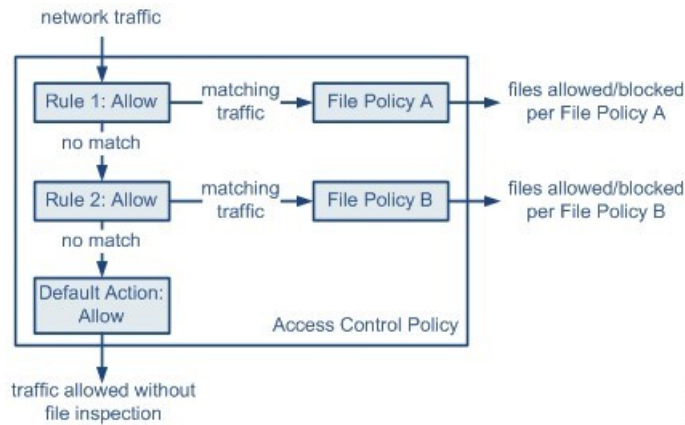 network traffic
Rule 1: Allow
matching
traffic
File Policy A
files allowed/blocked
per File Policy A
no match
Rule 2: Allow
matching
traffic
File Policy B
files allowed/blocked
per File Policy B
no match
Default Action:
Allow
Access Control Policy
traffic allowed without
file inspection